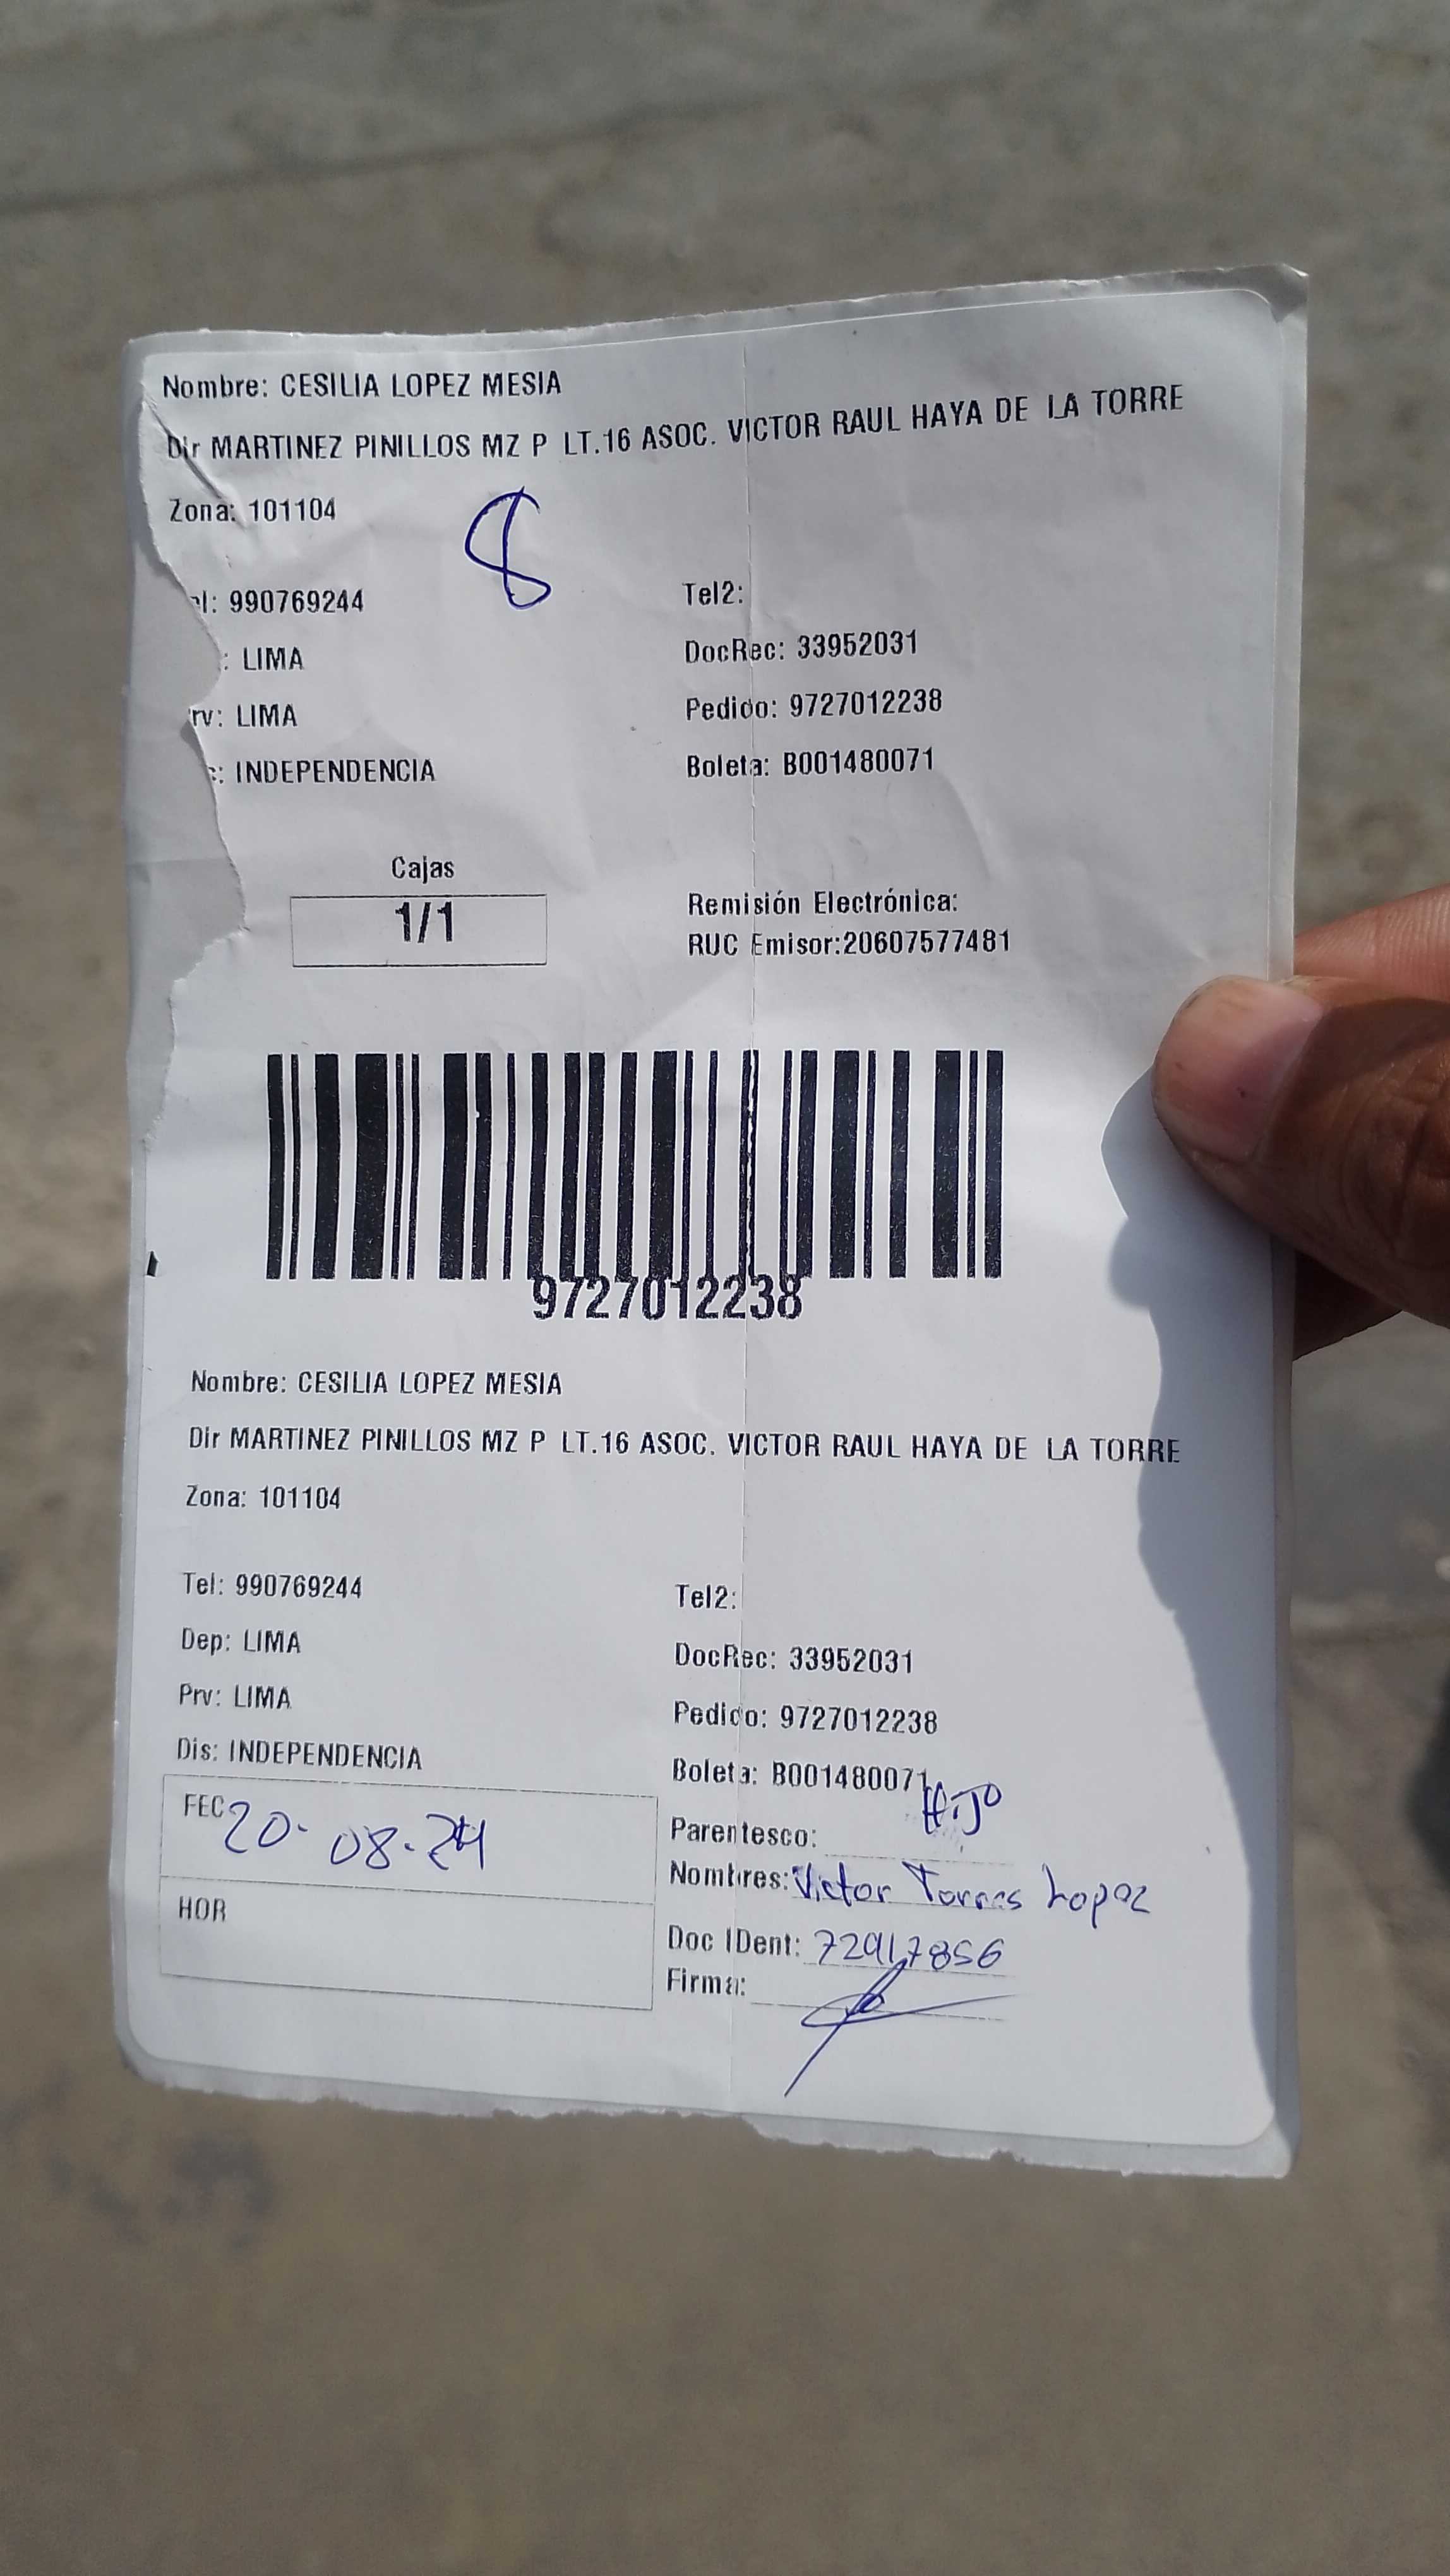 Nombre: CESILIA LOPEZ MESIA
Dir MARTINEZ PINILLOS MZ P LT.16 ASOC. VICTOR RAUL HAYA DE LA TORRE
Zona: 101104
8
el: 990769244
Tel2:
: LIMA
DocRec: 33952031
rv: LIMA
Pedido: 9727012238
: INDEPENDENCIA
Boleta: B001480071
Cajas
1/1
Remisión Electrónica:
RUC Emisor:20607577481
9727012238
Nombre: CESILIA LOPEZ MESIA
Dir MARTINEZ PINILLOS MZ P LT.16 ASOC. VICTOR RAUL HAYA DE LA TORRE
Zona: 101104
Tel: 990769244
Tel2:
Dep: LIMA
DocRec: 33952031
Prv: LIMA
Pedido: 9727012238
Dis: INDEPENDENCIA
Boleta: B001480071
FEC 20-08-24
Parentesco: HiJO
Nombres: Victor Torres Lopez
HOR
Doc IDent: 72917856
Firma: